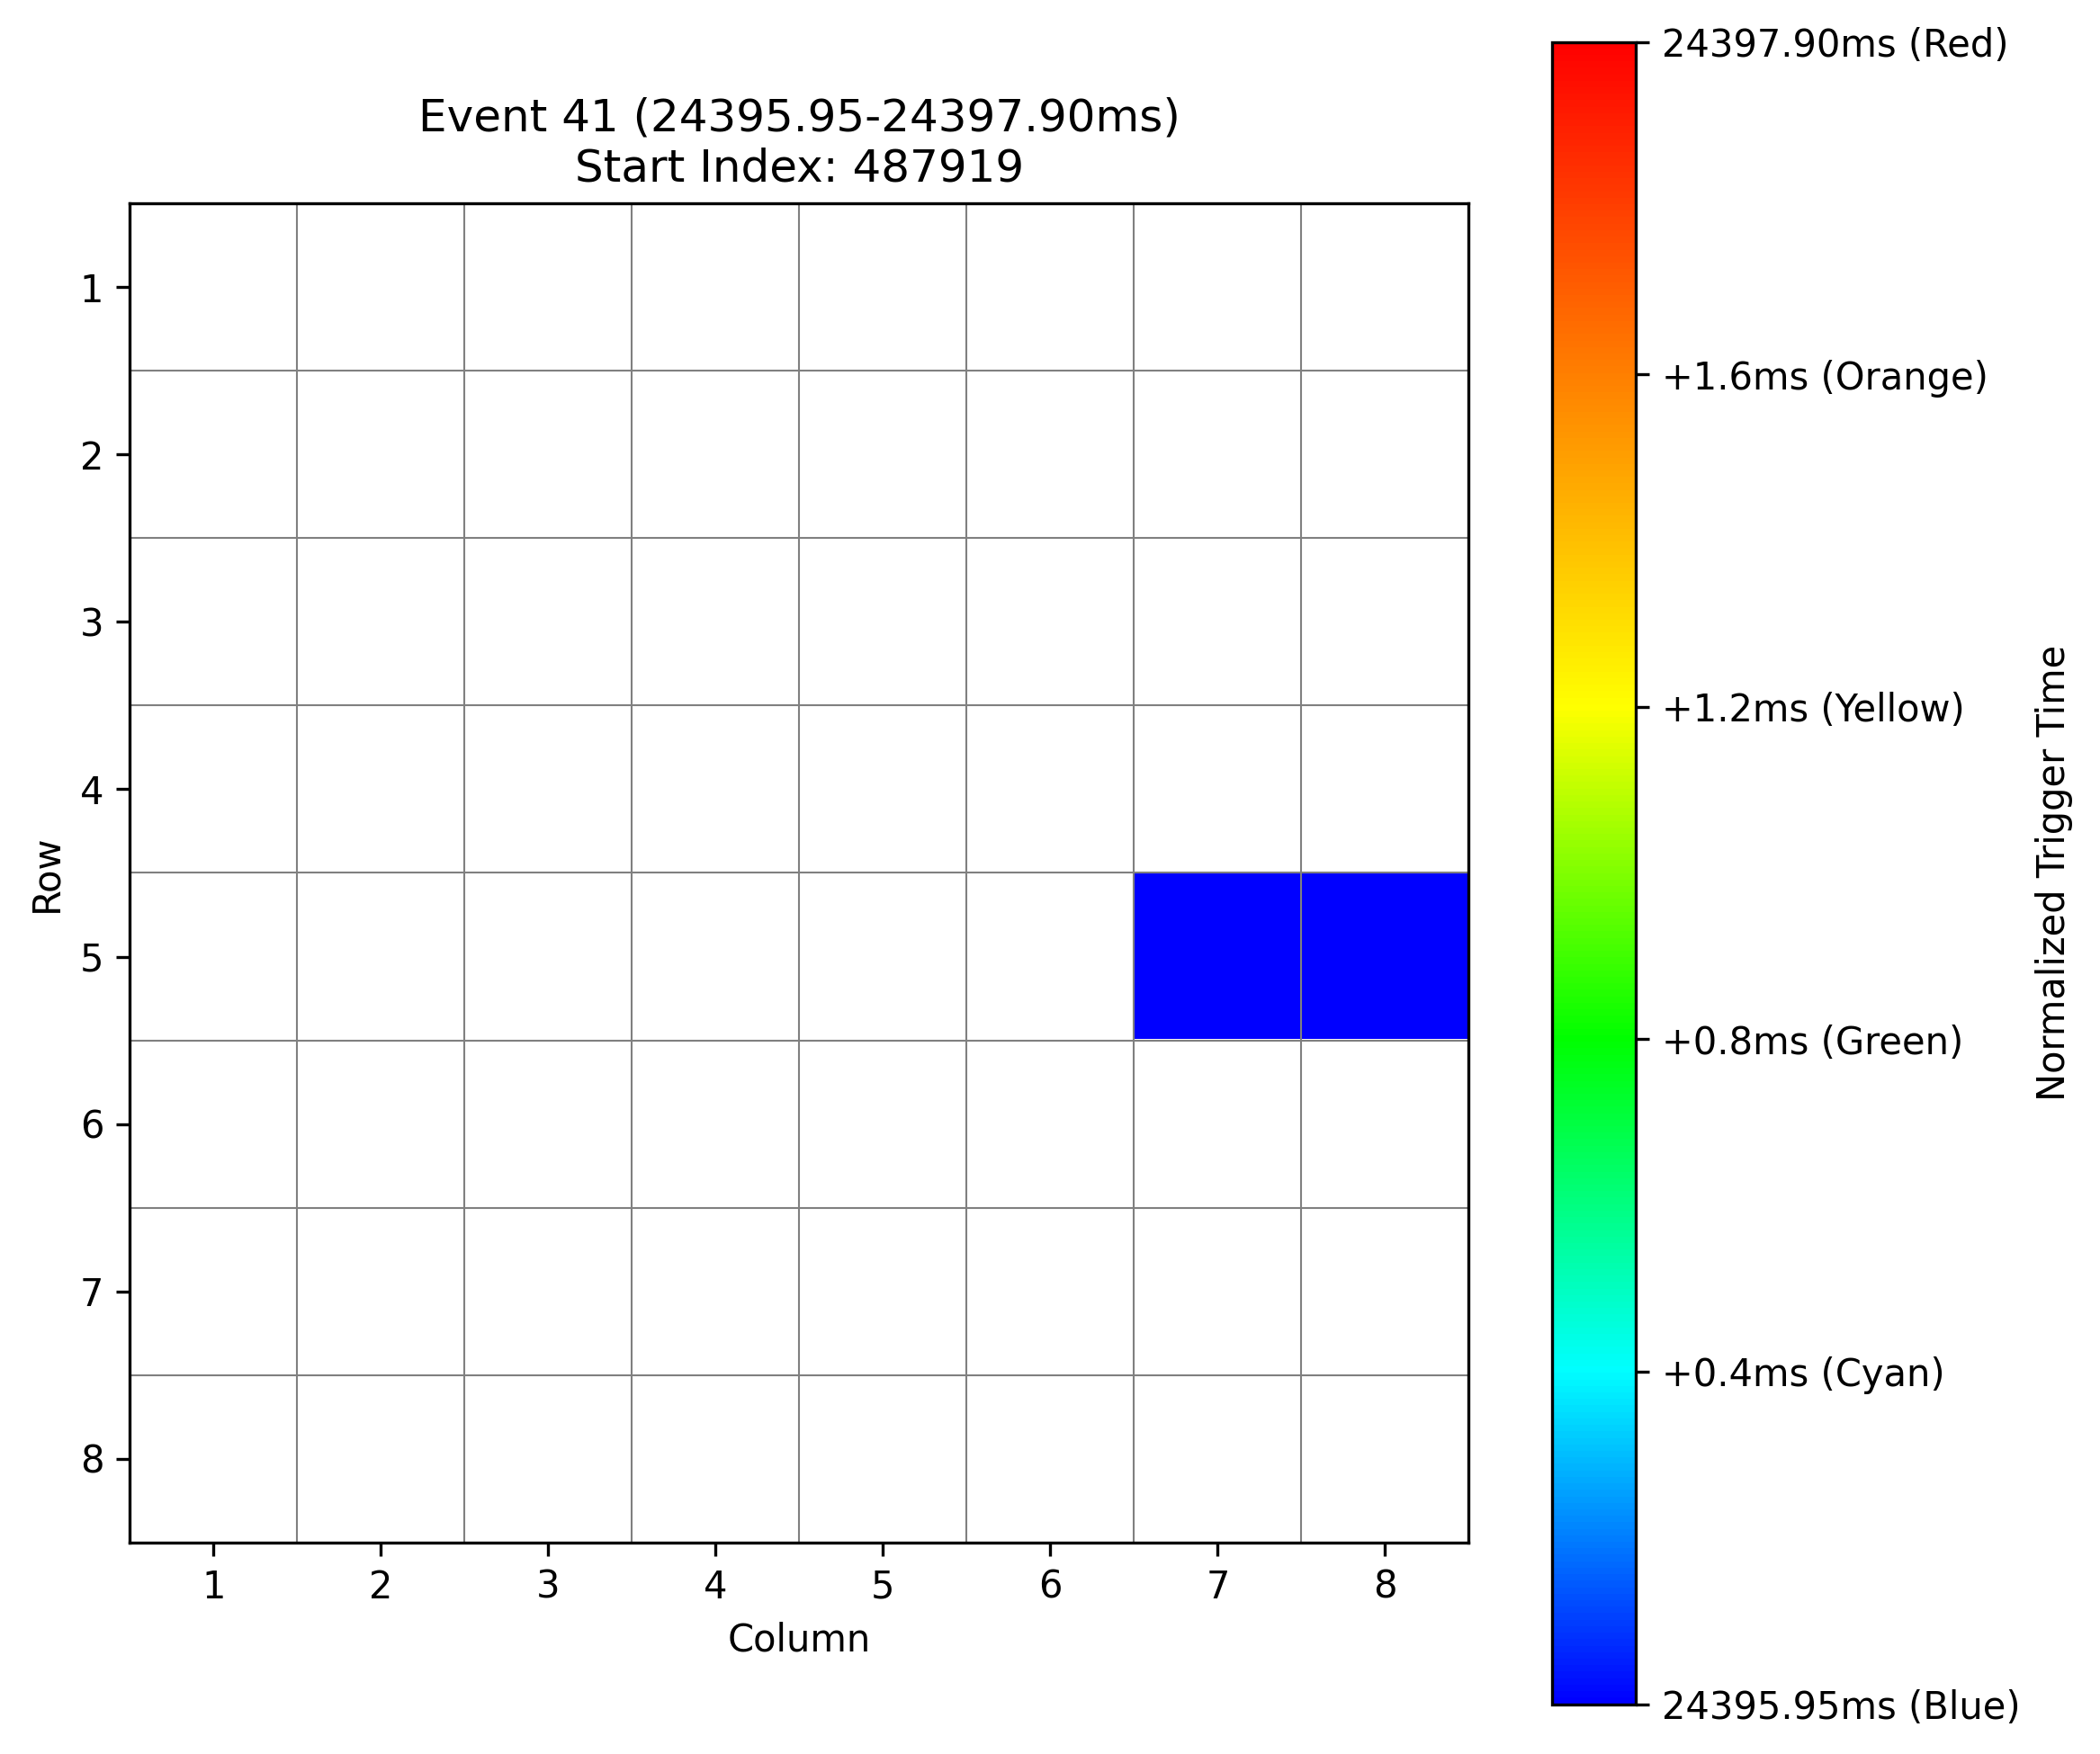 Event 41 (24395.95-24397.90ms)
Start Index: 487919
Row
1
2
3
4
5
6
7
8
1 2 3 4 5 6 7 8
Column
24397.90ms (Red)
+1.6ms (Orange)
+1.2ms (Yellow)
+0.8ms (Green)
+0.4ms (Cyan)
24395.95ms (Blue)
Normalized Trigger Time